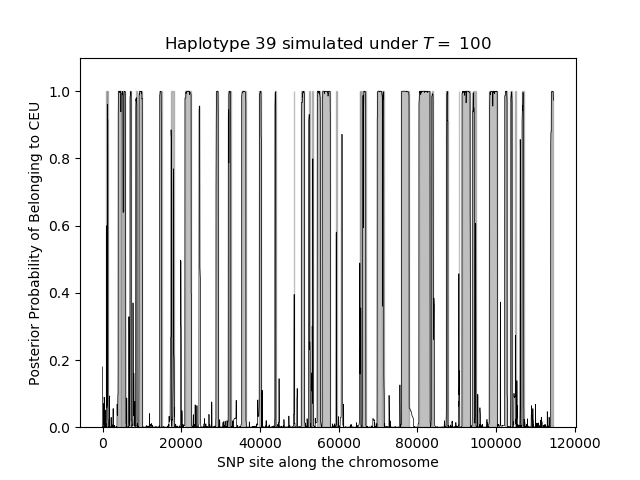 Haplotype 39 simulated under T = 100
Posterior Probability of Belonging to CEU
1.0
0.8
0.6
0.4
0.2
0.0
0 20000 40000 60000 80000 100000 120000
SNP site along the chromosome